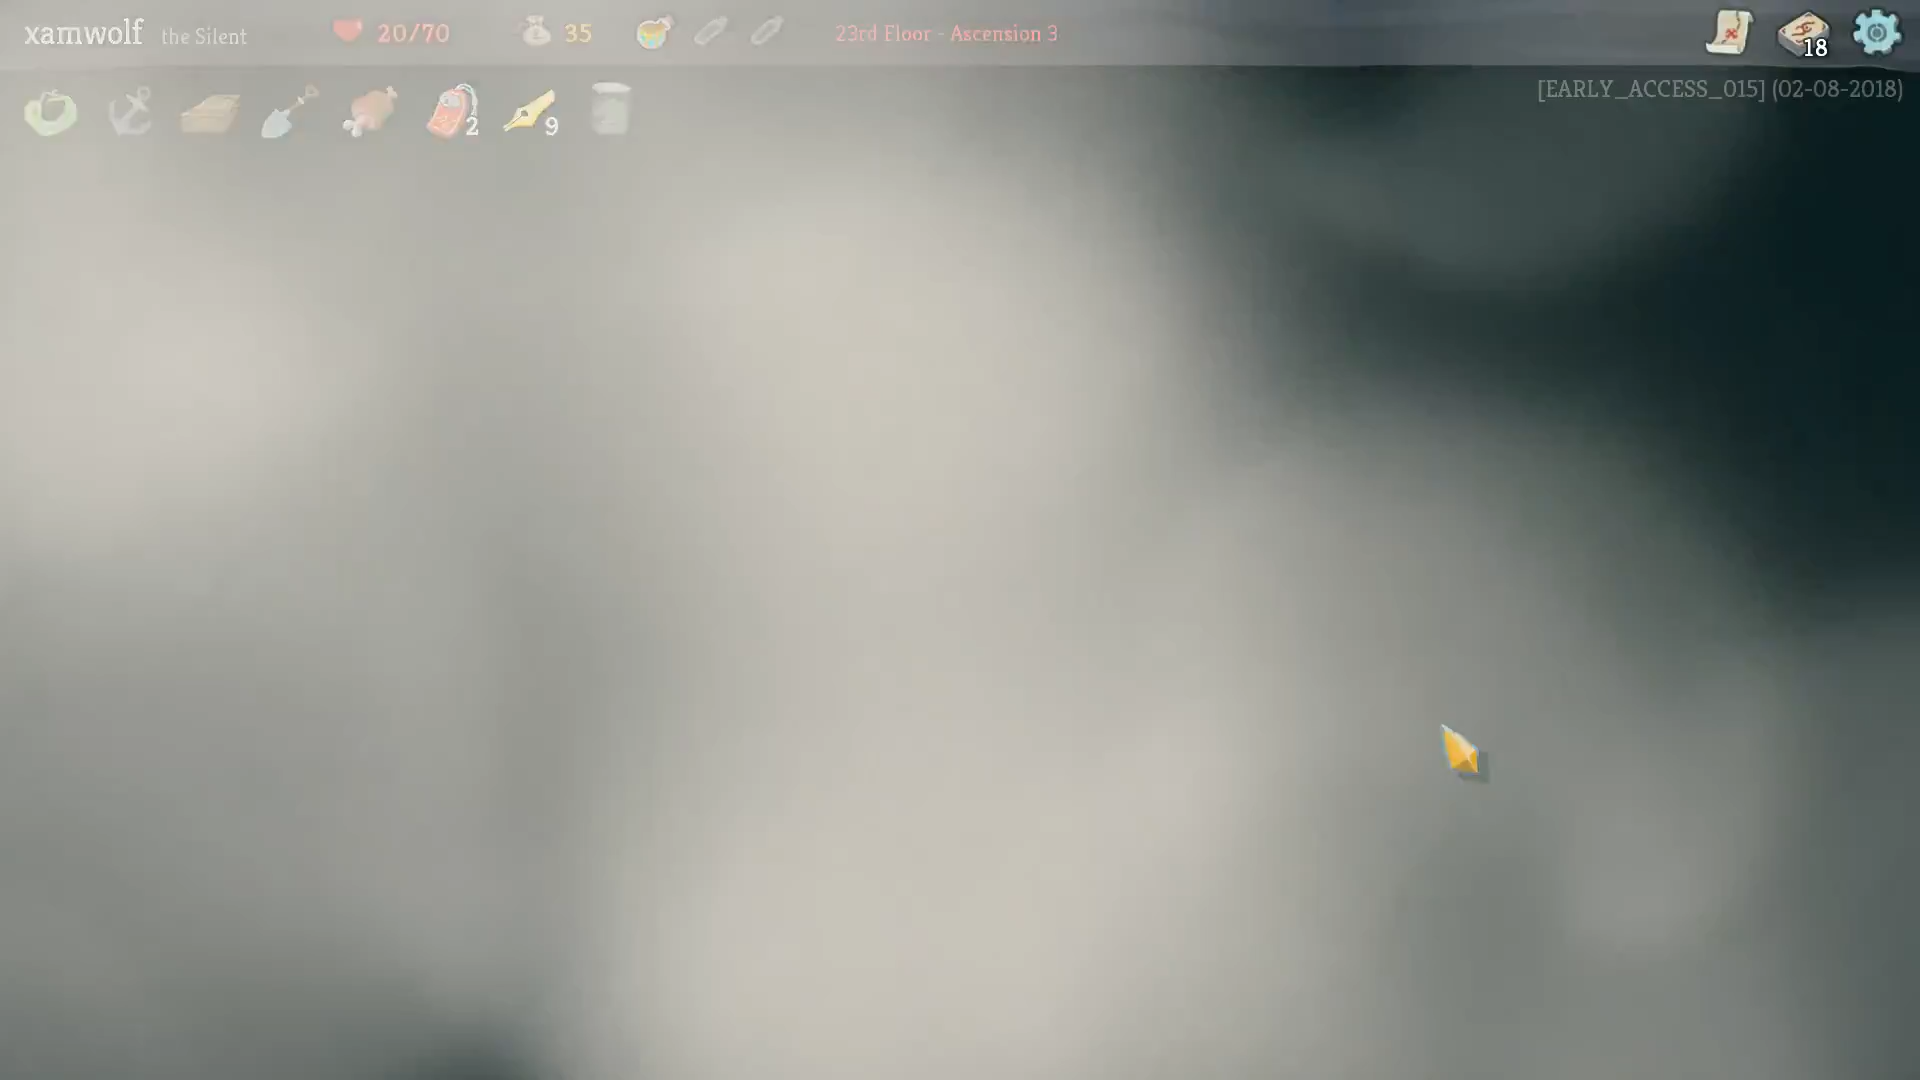 xamwolf the Silent 20/70 35 23rd Floor - Ascension 3 18
[EARLY_ACCESS_015] (02-08-2018)
2 9